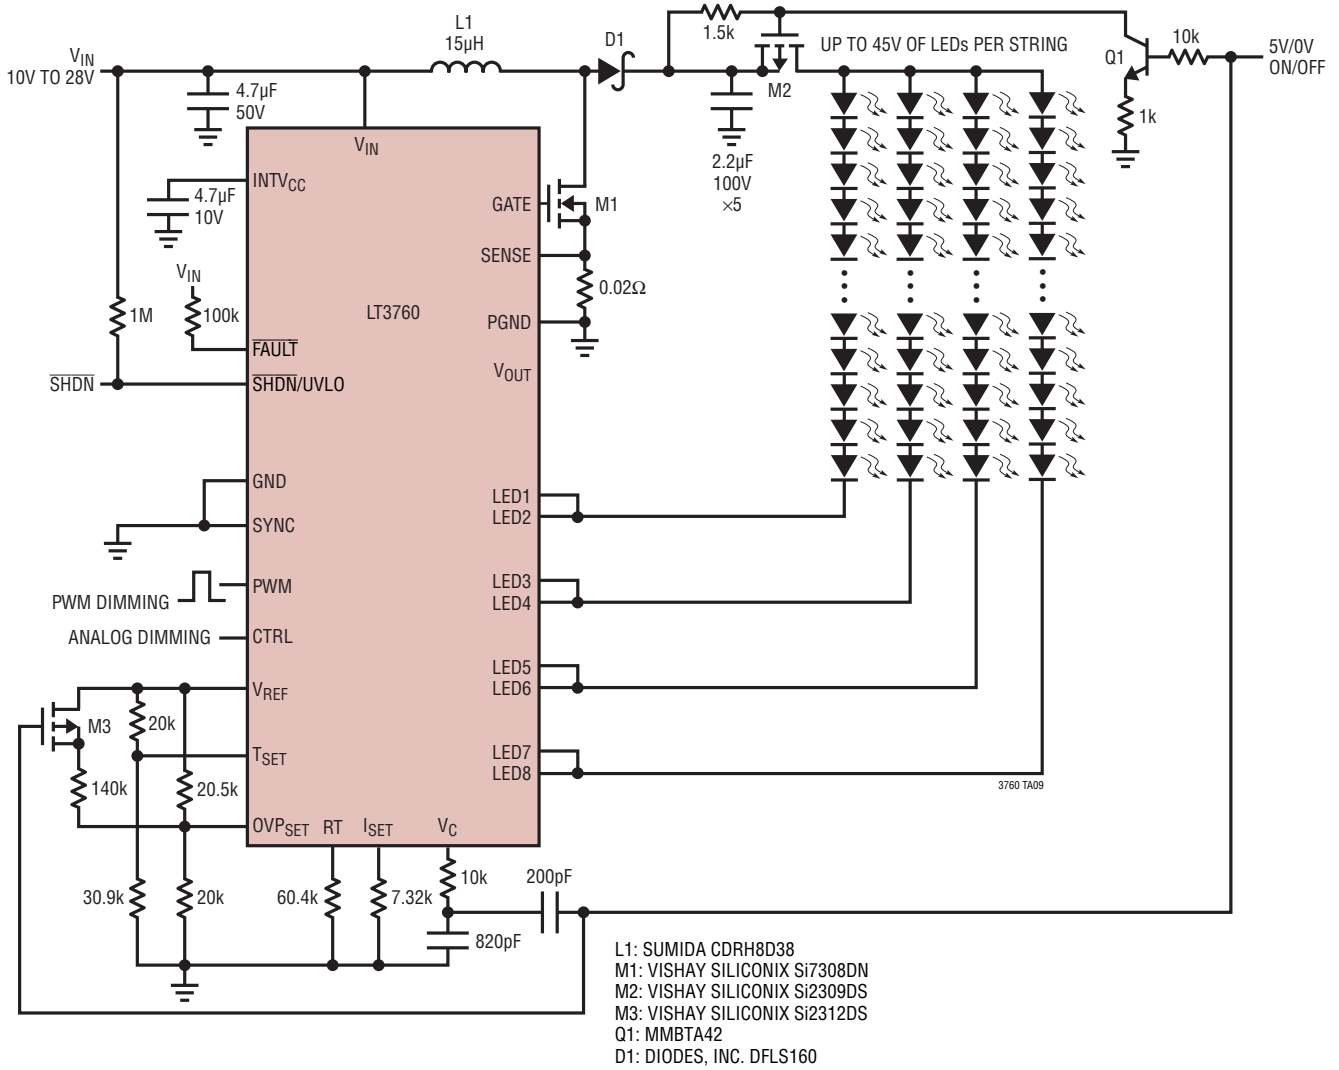 VIN
10V TO 28V
L1
15µH
D1
1.5k
UP TO 45V OF LEDs PER STRING
M2
Q1
10k
5V/0V
ON/OFF
1k
4.7µF
50V
2.2µF
100V
×5
VIN
INTVCC
4.7µF
10V
GATE
M1
SENSE
0.02Ω
PGND
VIN
1M
100k
LT3760
FAULT
VOUT
SHDN
SHDN/UVLO
GND
SYNC
LED1
LED2
PWM DIMMING
PWM
LED3
LED4
ANALOG DIMMING
CTRL
LED5
LED6
VREF
M3
20k
TSET
LED7
LED8
140k
20.5k
3760 TA09
OVPSET
RT
ISET
VC
30.9k
20k
60.4k
7.32k
10k
200pF
820pF
L1: SUMIDA CDRH8D38
M1: VISHAY SILICONIX Si7308DN
M2: VISHAY SILICONIX Si2309DS
M3: VISHAY SILICONIX Si2312DS
Q1: MMBTA42
D1: DIODES, INC. DFLS160